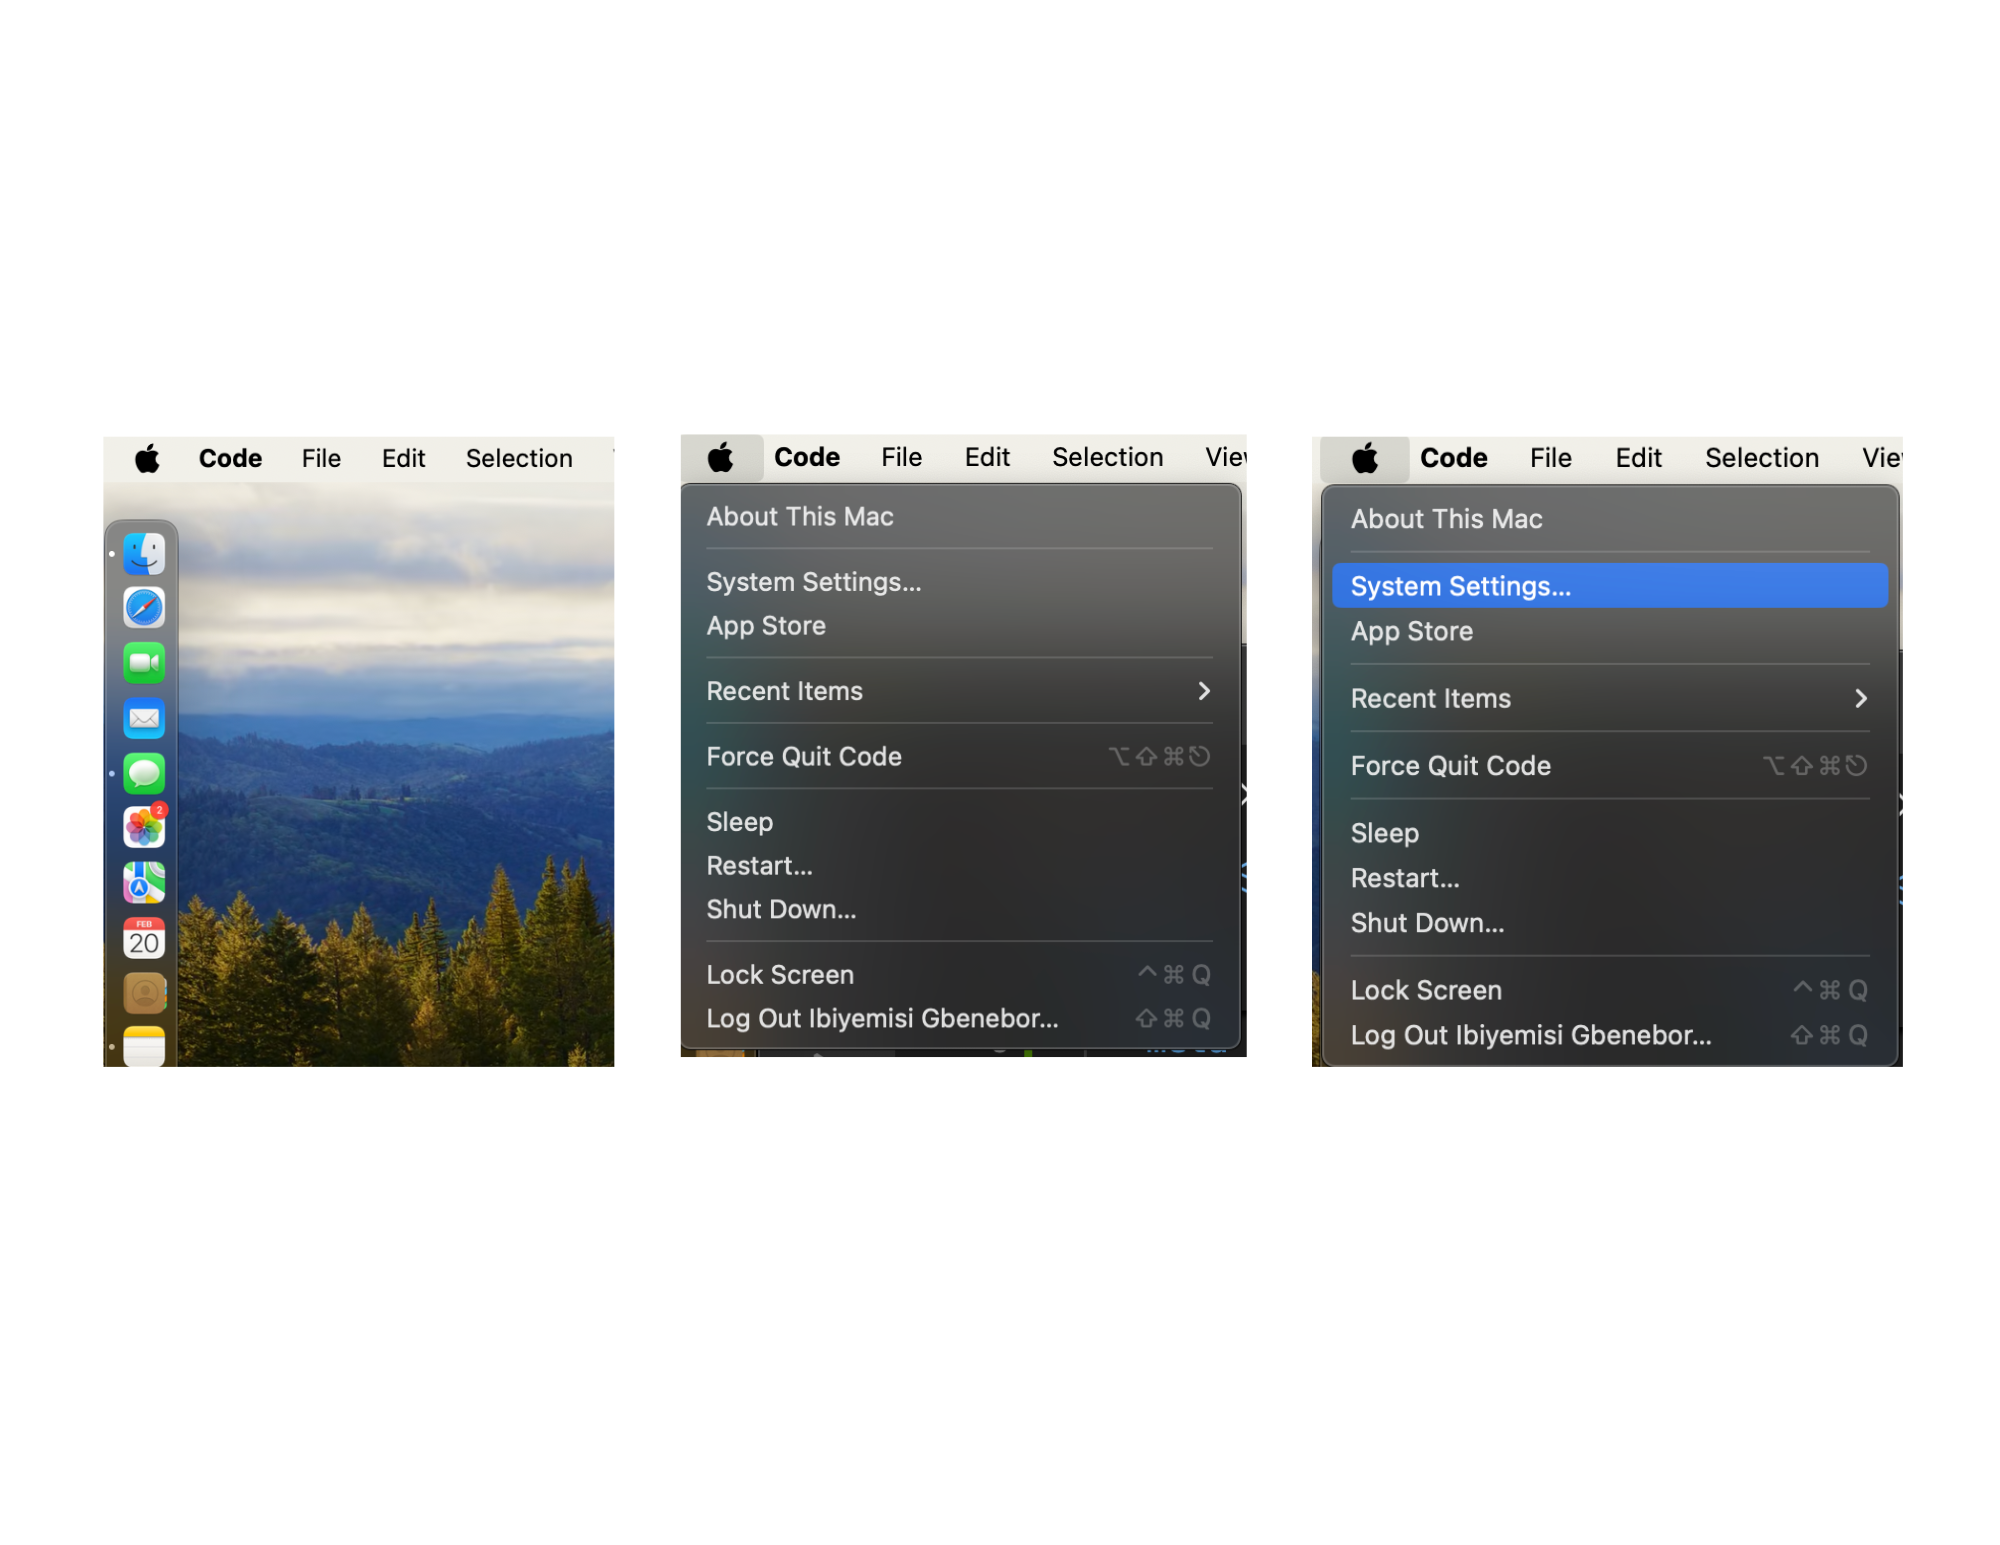 Code File Edit Selection
2
FEB
20
Code File Edit Selection View
About This Mac
System Settings...
App Store
Recent Items
Force Quit Code ⌥⇧⌘⎋
Sleep
Restart...
Shut Down...
Lock Screen ^⌘Q
Log Out Ibiyemisi Gbenebor... ⇧⌘Q
Code File Edit Selection View
About This Mac
System Settings...
App Store
Recent Items
Force Quit Code ⌥⇧⌘⎋
Sleep
Restart...
Shut Down...
Lock Screen ^⌘Q
Log Out Ibiyemisi Gbenebor... ⇧⌘Q